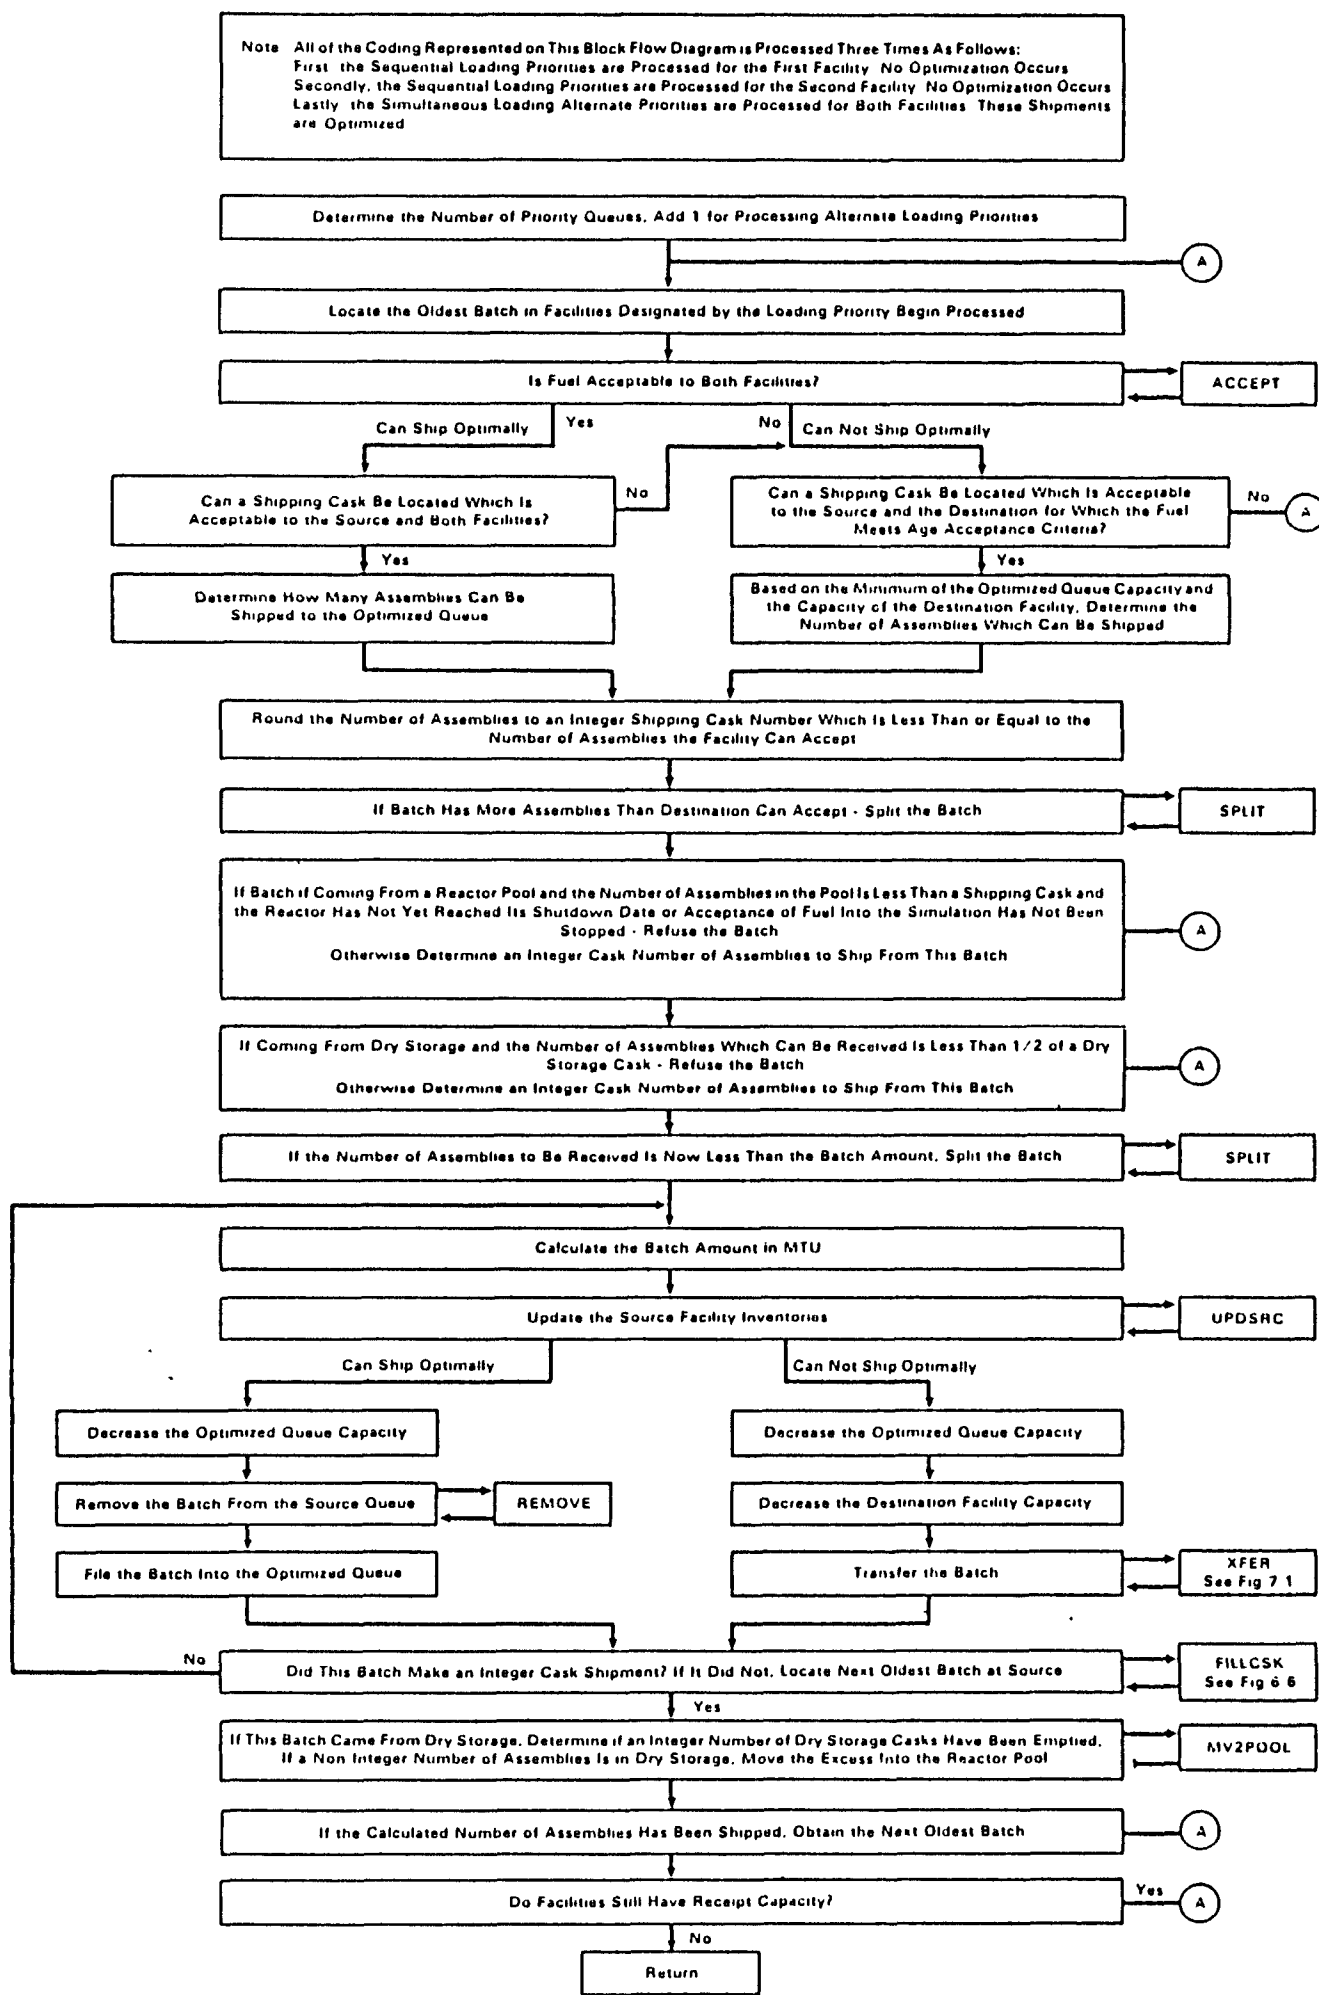 Note All of the Coding Represented on This Block Flow Diagram is Processed Three Times As Follows:
First the Sequential Loading Priorities are Processed for the First Facility No Optimization Occurs
Secondly, the Sequential Loading Priorities are Processed for the Second Facility No Optimization Occurs
Lastly the Simultaneous Loading Alternate Priorities are Processed for Both Facilities These Shipments
are Optimized
Determine the Number of Priority Queues, Add 1 for Processing Alternate Loading Priorities
A
Locate the Oldest Batch in Facilities Designated by the Loading Priority Begin Processed
Is Fuel Acceptable to Both Facilities?
ACCEPT
Can Ship Optimally
Yes
No
Can Not Ship Optimally
Can a Shipping Cask Be Located Which Is
Acceptable to the Source and Both Facilities?
No
Can a Shipping Cask Be Located Which Is Acceptable
to the Source and the Destination for Which the Fuel
Meets Age Acceptance Criteria?
No
A
Yes
Yes
Determine How Many Assemblies Can Be
Shipped to the Optimized Queue
Based on the Minimum of the Optimized Queue Capacity and
the Capacity of the Destination Facility, Determine the
Number of Assemblies Which Can Be Shipped
Round the Number of Assemblies to an Integer Shipping Cask Number Which Is Less Than or Equal to the
Number of Assemblies the Facility Can Accept
If Batch Has More Assemblies Than Destination Can Accept - Split the Batch
SPLIT
If Batch if Coming From a Reactor Pool and the Number of Assemblies in the Pool Is Less Than a Shipping Cask and
the Reactor Has Not Yet Reached Its Shutdown Date or Acceptance of Fuel Into the Simulation Has Not Been
Stopped - Refuse the Batch
Otherwise Determine an Integer Cask Number of Assemblies to Ship From This Batch
A
If Coming From Dry Storage and the Number of Assemblies Which Can Be Received Is Less Than 1/2 of a Dry
Storage Cask - Refuse the Batch
Otherwise Determine an Integer Cask Number of Assemblies to Ship From This Batch
A
If the Number of Assemblies to Be Received Is Now Less Than the Batch Amount, Split the Batch
SPLIT
Calculate the Batch Amount in MTU
Update the Source Facility Inventories
UPDSRC
Can Ship Optimally
Can Not Ship Optimally
Decrease the Optimized Queue Capacity
Decrease the Optimized Queue Capacity
Remove the Batch From the Source Queue
REMOVE
Decrease the Destination Facility Capacity
File the Batch Into the Optimized Queue
Transfer the Batch
XFER
See Fig 7 1
No
Did This Batch Make an Integer Cask Shipment? If It Did Not, Locate Next Oldest Batch at Source
FILLCSK
See Fig 6 6
Yes
If This Batch Came From Dry Storage, Determine if an Integer Number of Dry Storage Casks Have Been Emptied,
If a Non Integer Number of Assemblies Is in Dry Storage, Move the Excess Into the Reactor Pool
MV2POOL
If the Calculated Number of Assemblies Has Been Shipped, Obtain the Next Oldest Batch
A
Do Facilities Still Have Receipt Capacity?
Yes
A
No
Return